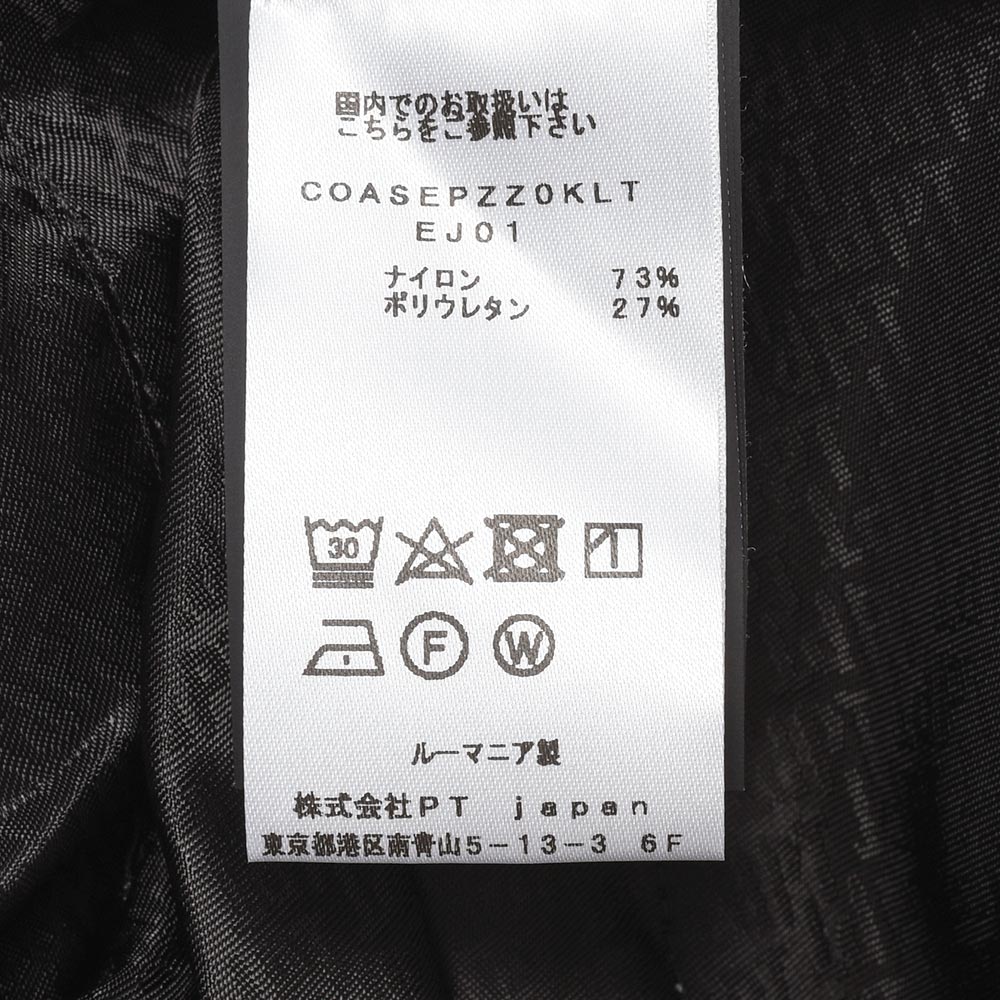 国内でのお取扱いは
こちらをご参照下さい
COASEPZZ0KLT
EJ01
ナイロン 73%
ポリウレタン 27%
30
F W
ルーマニア製
株式会社PT japan
東京都港区南青山5-13-3 6F